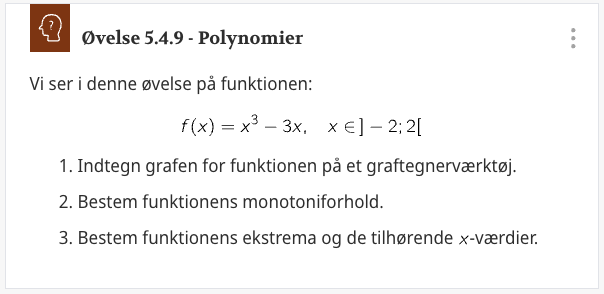 ?
Øvelse 5.4.9 - Polynomier
Vi ser i denne øvelse på funktionen:
f(x) = x³ − 3x, x ∈ ] − 2; 2[
1. Indtegn grafen for funktionen på et graftegnerværktøj.
2. Bestem funktionens monotoniforhold.
3. Bestem funktionens ekstrema og de tilhørende x-værdier.